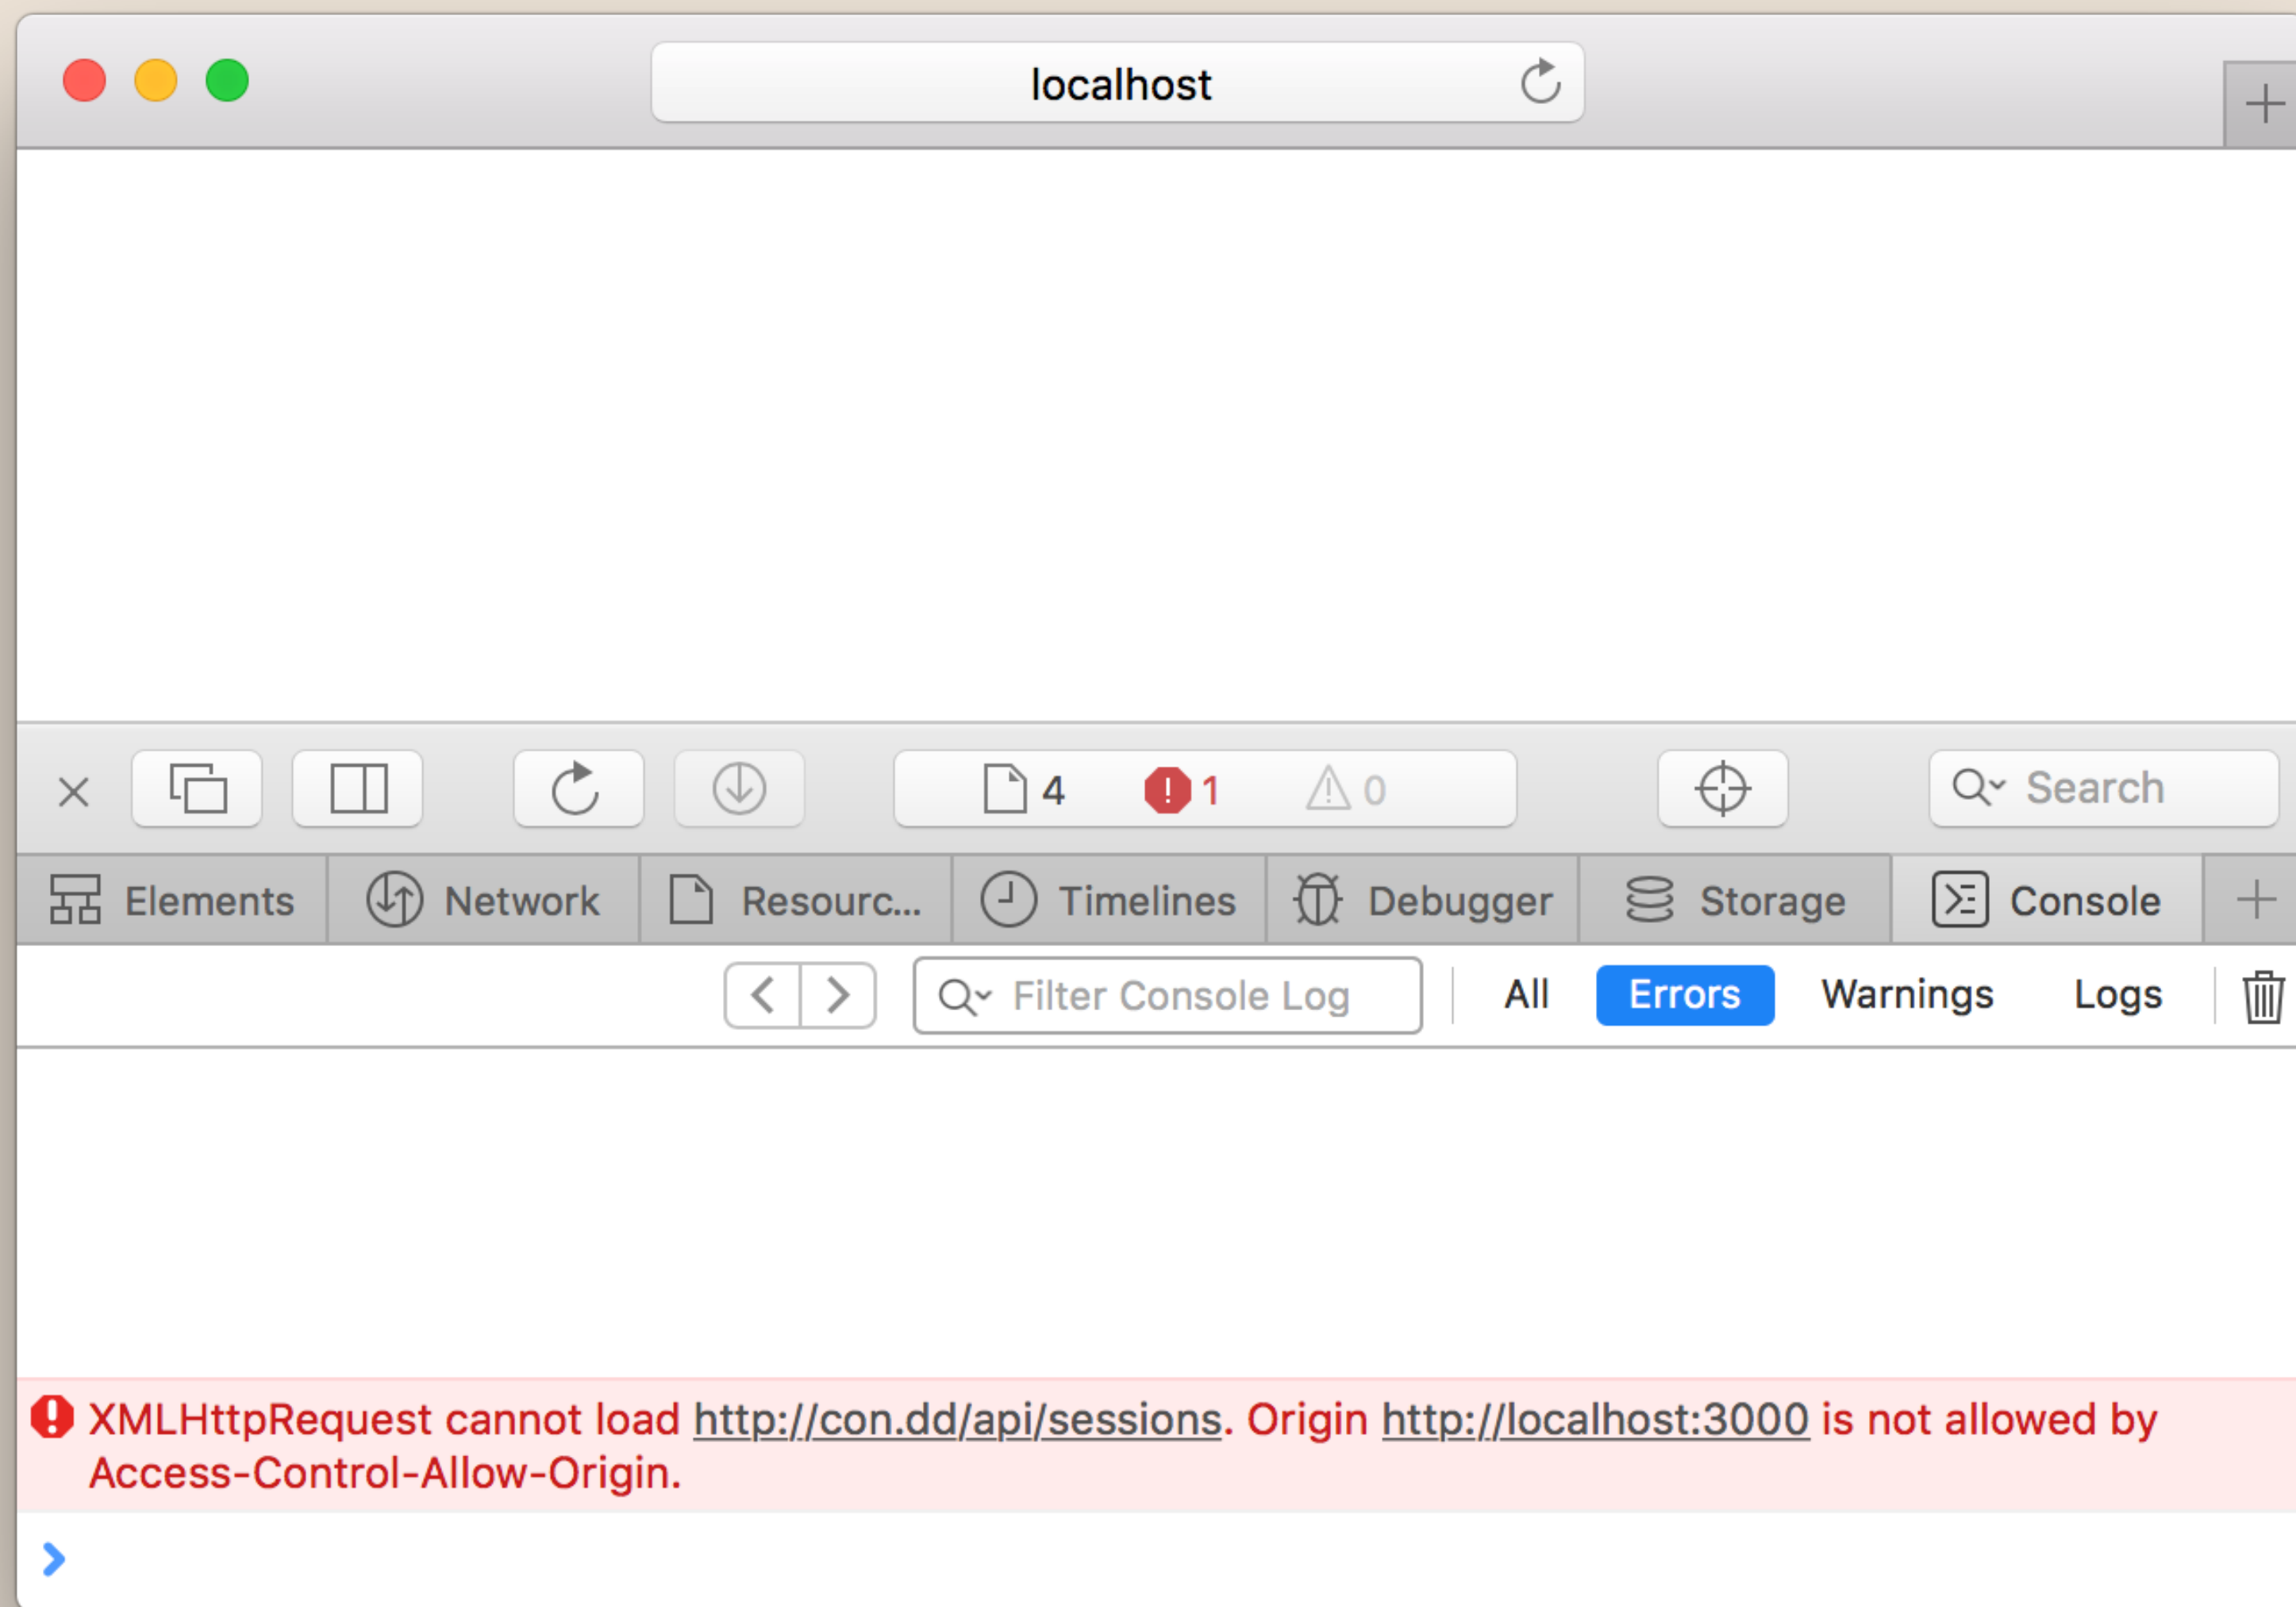 localhost
4 1 0 Search
Elements Network Resourc... Timelines Debugger Storage Console
Filter Console Log All Errors Warnings Logs
XMLHttpRequest cannot load http://con.dd/api/sessions. Origin http://localhost:3000 is not allowed by
Access-Control-Allow-Origin.